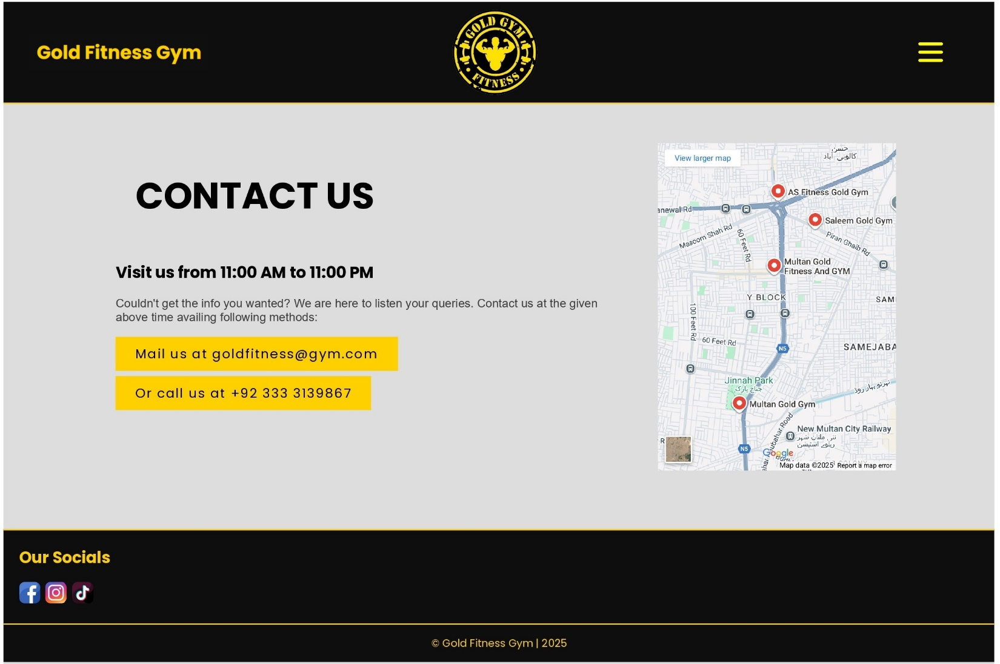 Gold Fitness Gym
GOLD GYM
FITNESS
CONTACT US
Visit us from 11:00 AM to 11:00 PM
Couldn't get the info you wanted? We are here to listen your queries. Contact us at the given
above time availing following methods:
Mail us at goldfitness@gym.com
Or call us at +92 333 3139867
View larger map
حسن
کالونی آباد
AS Fitness Gold Gym
anewal Rd
Saleem Gold Gym
Masoom Shah Rd
60 Feet Rd
Piran Ghaib Rd
Multan Gold
Fitness And GYM
Y BLOCK
SAMI
100 Feet Rd
60 Feet Rd
N5
SAMEJABA
Jinnah Park
جناح پارک
نوبہار روڈ
Multan Gold Gym
New Multan City Railway
نئی ملتان شہر
ریلوے اسٹیشن
N5
Google
Map data ©2025
Report a map error
Our Socials
© Gold Fitness Gym | 2025